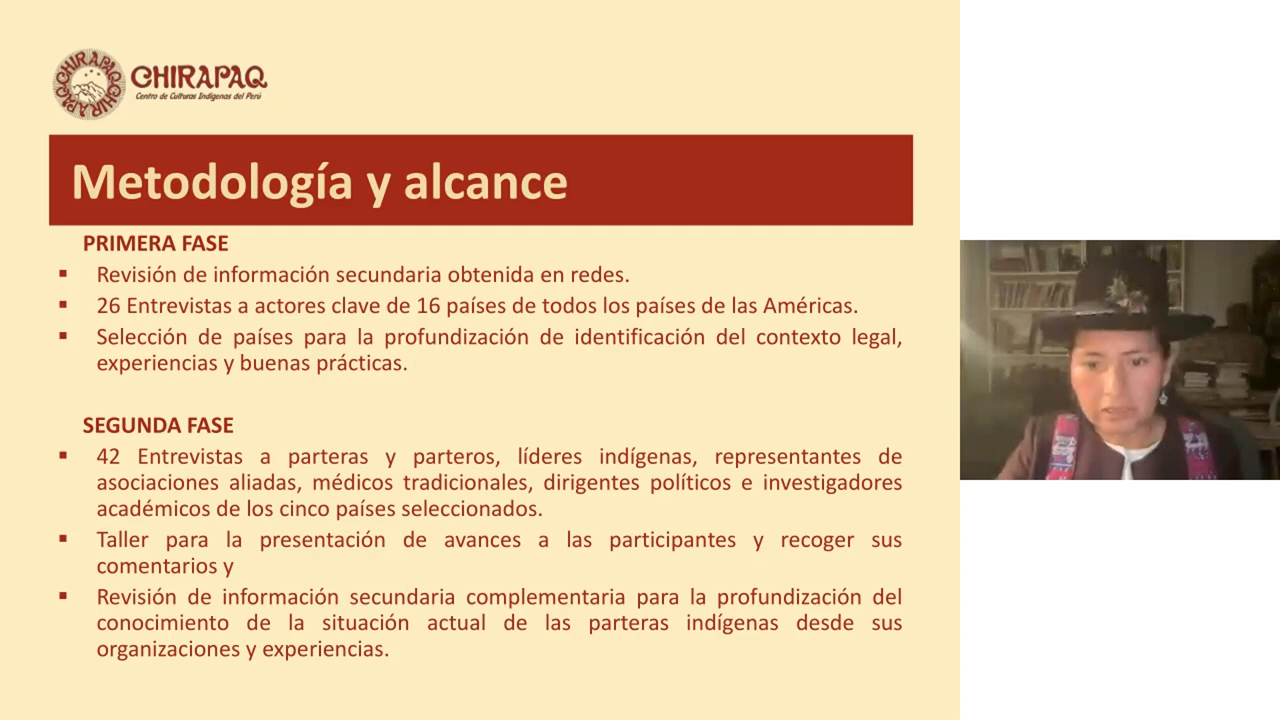 CHIRAPAQ CHIRAPAQ
CHIRAPAQ
Centro de Culturas Indígenas del Perú
Metodología y alcance
PRIMERA FASE
▪ Revisión de información secundaria obtenida en redes.
▪ 26 Entrevistas a actores clave de 16 países de todos los países de las Américas.
▪ Selección de países para la profundización de identificación del contexto legal,
experiencias y buenas prácticas.
SEGUNDA FASE
▪ 42 Entrevistas a parteras y parteros, líderes indígenas, representantes de
asociaciones aliadas, médicos tradicionales, dirigentes políticos e investigadores
académicos de los cinco países seleccionados.
▪ Taller para la presentación de avances a las participantes y recoger sus
comentarios y
▪ Revisión de información secundaria complementaria para la profundización del
conocimiento de la situación actual de las parteras indígenas desde sus
organizaciones y experiencias.